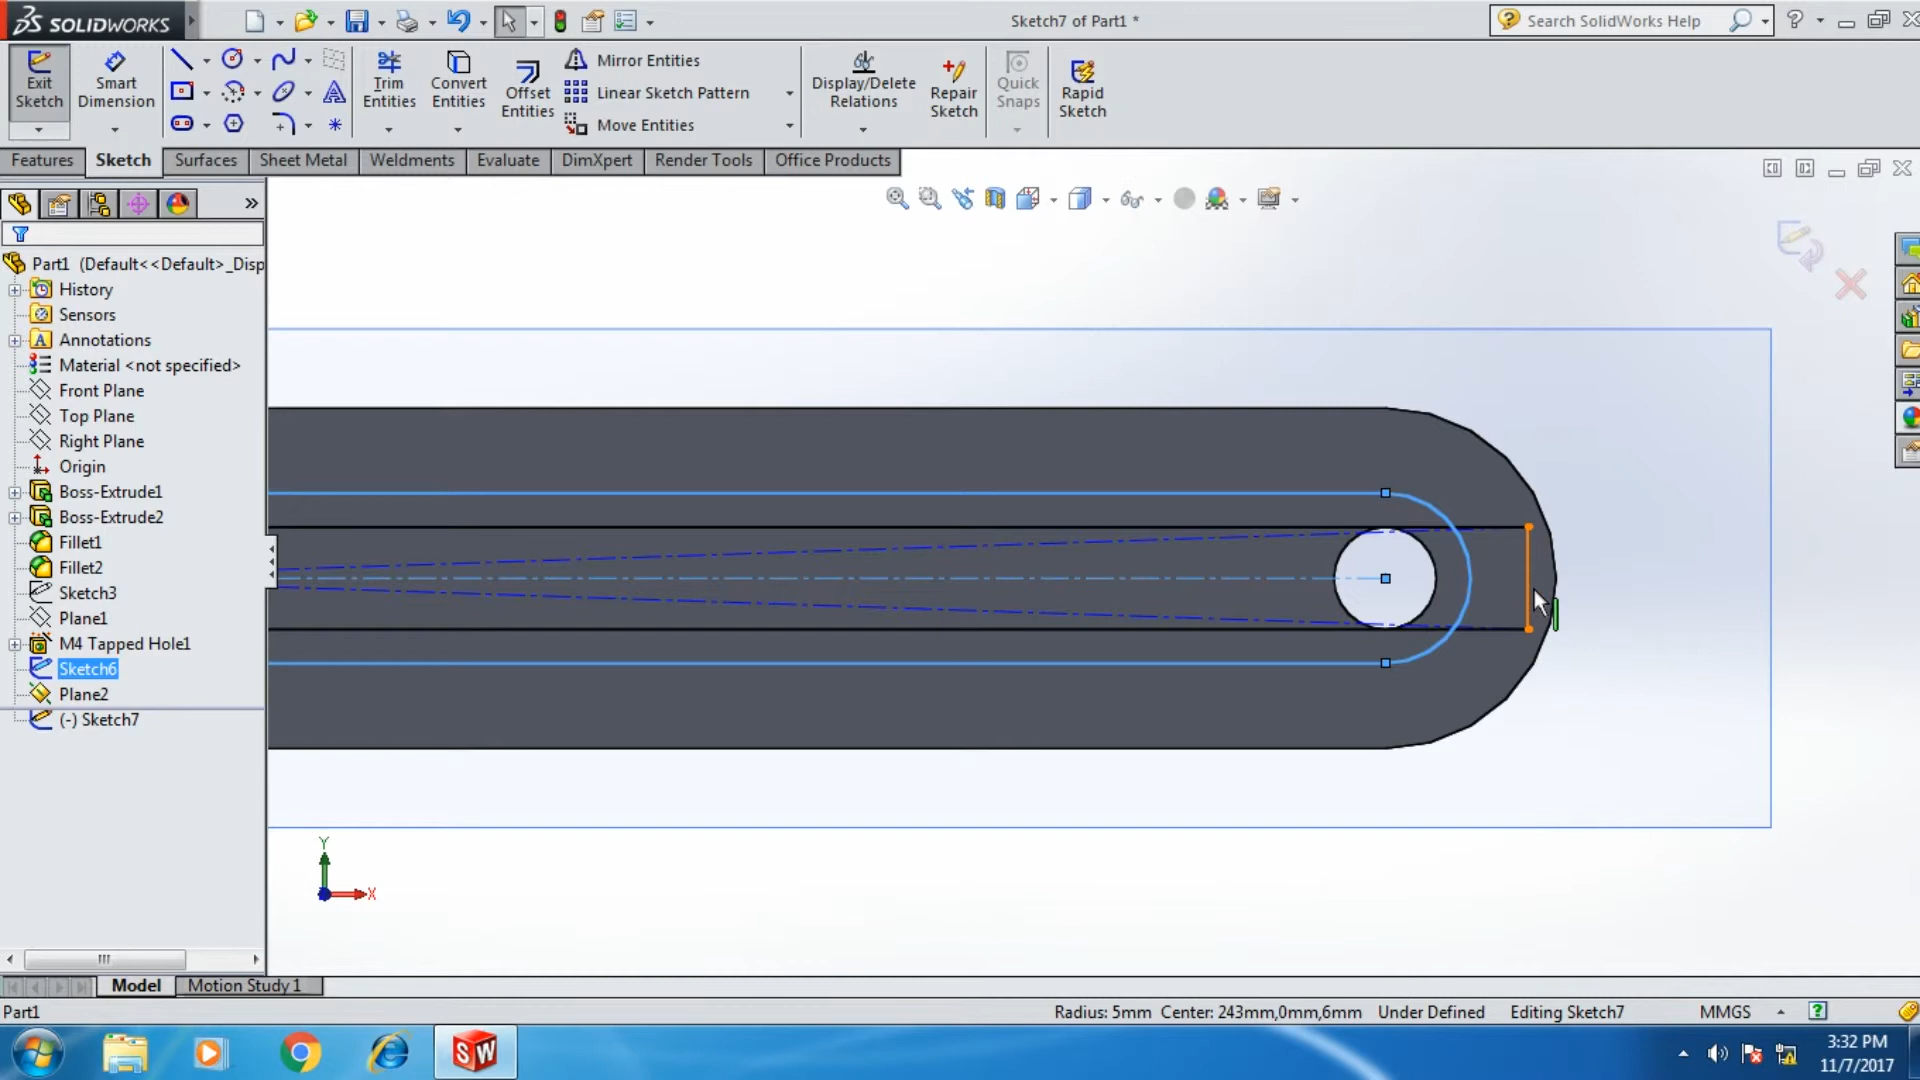 SOLIDWORKS
Sketch7 of Part1 *
Search SolidWorks Help
Exit Sketch
Smart Dimension
Trim Entities
Convert Entities
Offset Entities
Mirror Entities
Linear Sketch Pattern
Move Entities
Display/Delete Relations
Repair Sketch
Quick Snaps
Rapid Sketch
Features
Sketch
Surfaces
Sheet Metal
Weldments
Evaluate
DimXpert
Render Tools
Office Products
Part1 (Default<<Default>_Disp
History
Sensors
Annotations
Material <not specified>
Front Plane
Top Plane
Right Plane
Origin
Boss-Extrude1
Boss-Extrude2
Fillet1
Fillet2
Sketch3
Plane1
M4 Tapped Hole1
Sketch6
Plane2
(-) Sketch7
Y
X
Model
Motion Study 1
Part1
Radius: 5mm Center: 243mm,0mm,6mm
Under Defined
Editing Sketch7
MMGS
SW
3:32 PM
11/7/2017